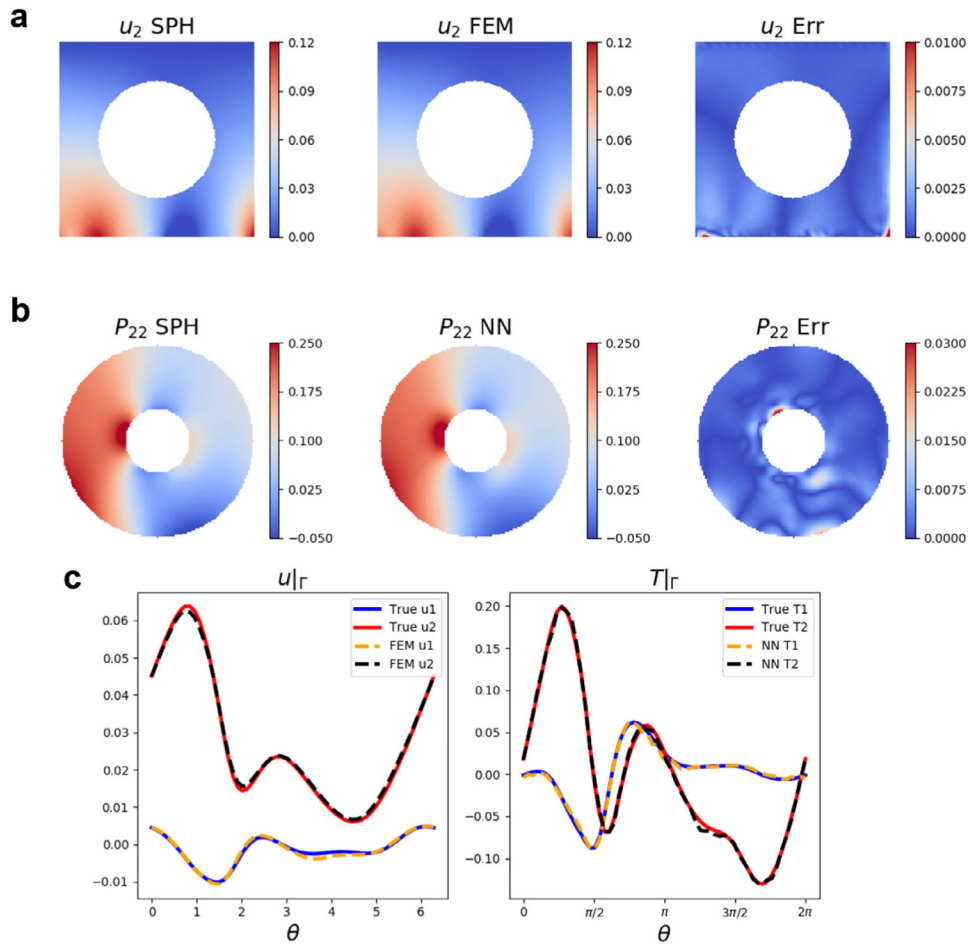 a
u₂ SPH
u₂ FEM
u₂ Err
0.12
0.09
0.06
0.03
0.00
0.12
0.09
0.06
0.03
0.00
0.0100
0.0075
0.0050
0.0025
0.0000
b
P₂₂ SPH
P₂₂ NN
P₂₂ Err
0.250
0.175
0.100
0.025
−0.050
0.250
0.175
0.100
0.025
−0.050
0.0300
0.0225
0.0150
0.0075
0.0000
c
u|Γ
0.06
0.05
0.04
0.03
0.02
0.01
0.00
−0.01
True u1
True u2
FEM u1
FEM u2
0 1 2 3 4 5 6
θ
T|Γ
0.20
0.15
0.10
0.05
0.00
−0.05
−0.10
True T1
True T2
NN T1
NN T2
0 π/2 π 3π/2 2π
θ